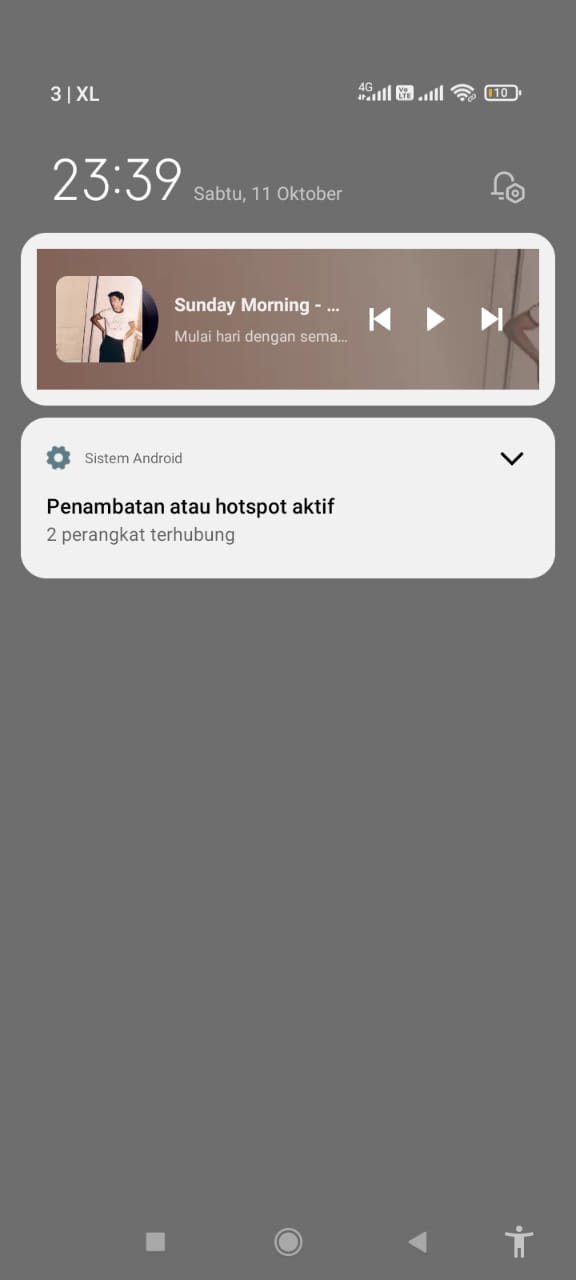 3 | XL
4G
Vo
LTE
10
23:39 Sabtu, 11 Oktober
Sunday Morning - ...
Mulai hari dengan sema...
Sistem Android
Penambatan atau hotspot aktif
2 perangkat terhubung